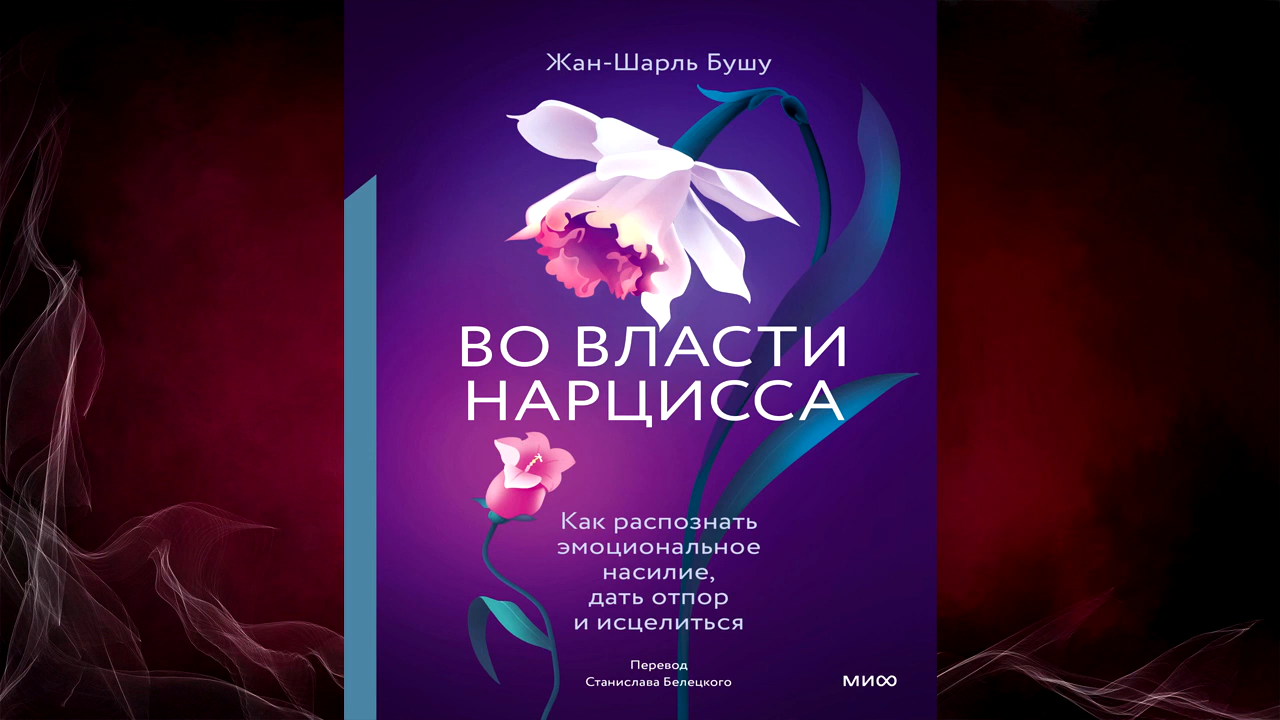 Жан-Шарль Бушу
ВО ВЛАСТИ
НАРЦИССА
Как распознать
эмоциональное
насилие,
дать отпор
и исцелиться
Перевод
Станислава Белецкого
МИФ